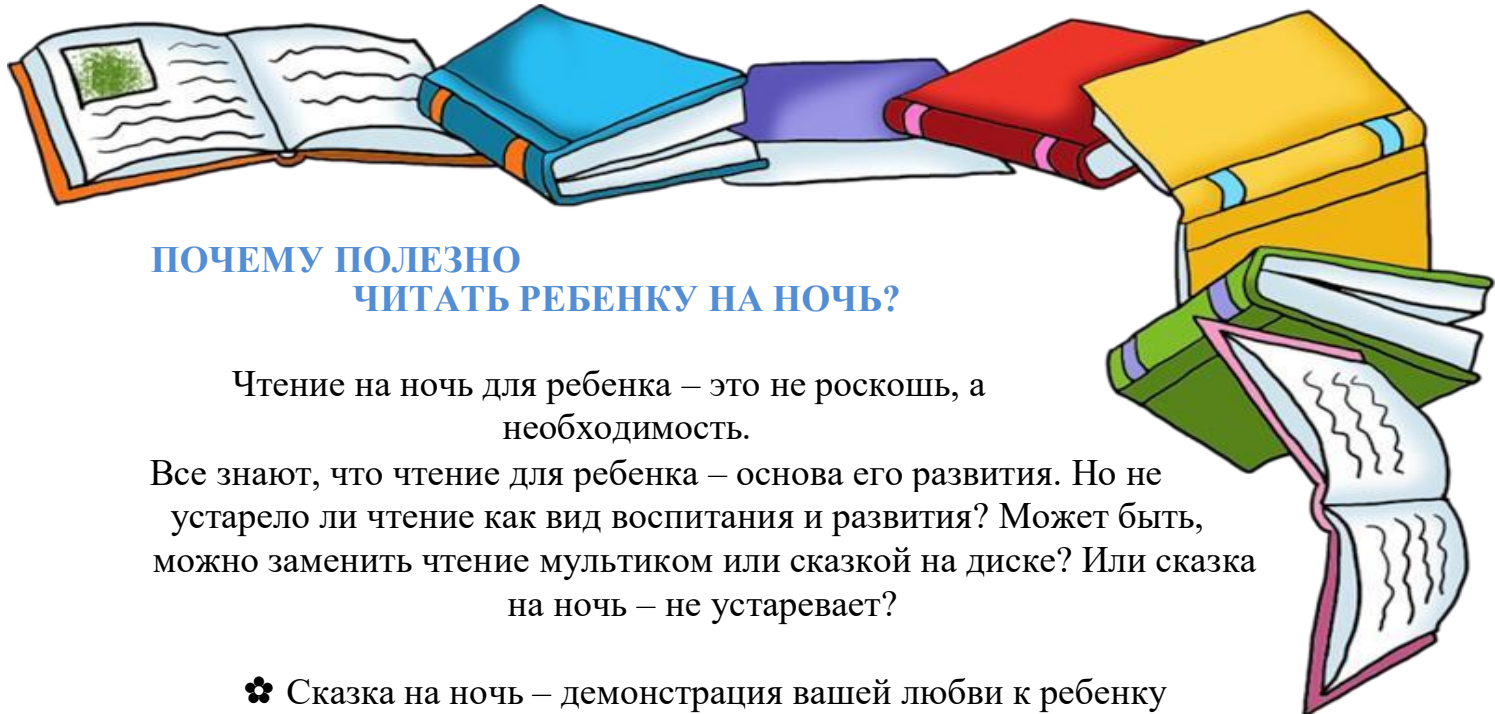 ПОЧЕМУ ПОЛЕЗНО
ЧИТАТЬ РЕБЕНКУ НА НОЧЬ?
Чтение на ночь для ребенка – это не роскошь, а
необходимость.
Все знают, что чтение для ребенка – основа его развития. Но не
устарело ли чтение как вид воспитания и развития? Может быть,
можно заменить чтение мультиком или сказкой на диске? Или сказка
на ночь – не устаревает?
✿ Сказка на ночь – демонстрация вашей любви к ребенку